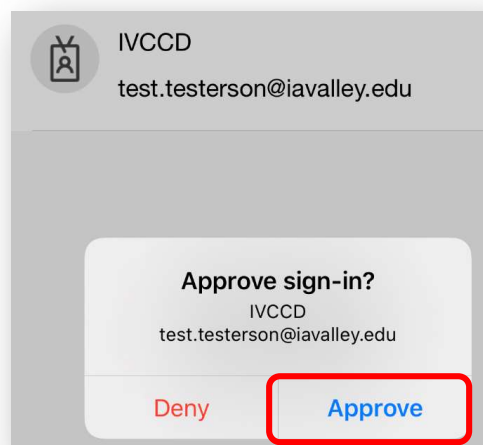 IVCCD
test.testerson@iavalley.edu
Approve sign-in?
IVCCD
test.testerson@iavalley.edu
Deny
Approve